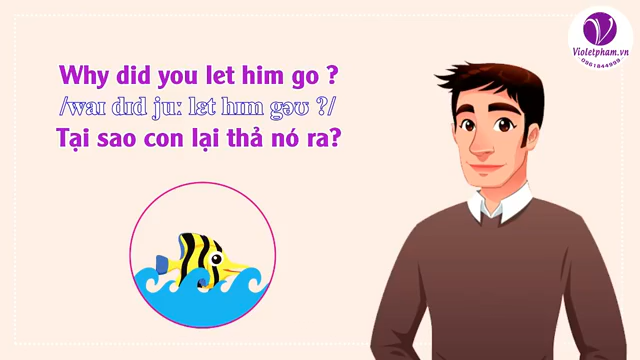 Why did you let him go ?
/waɪ dɪd juː lɛt hɪm gəʊ ?/
Tại sao con lại thả nó ra?
Violetpham.vn
0961844999